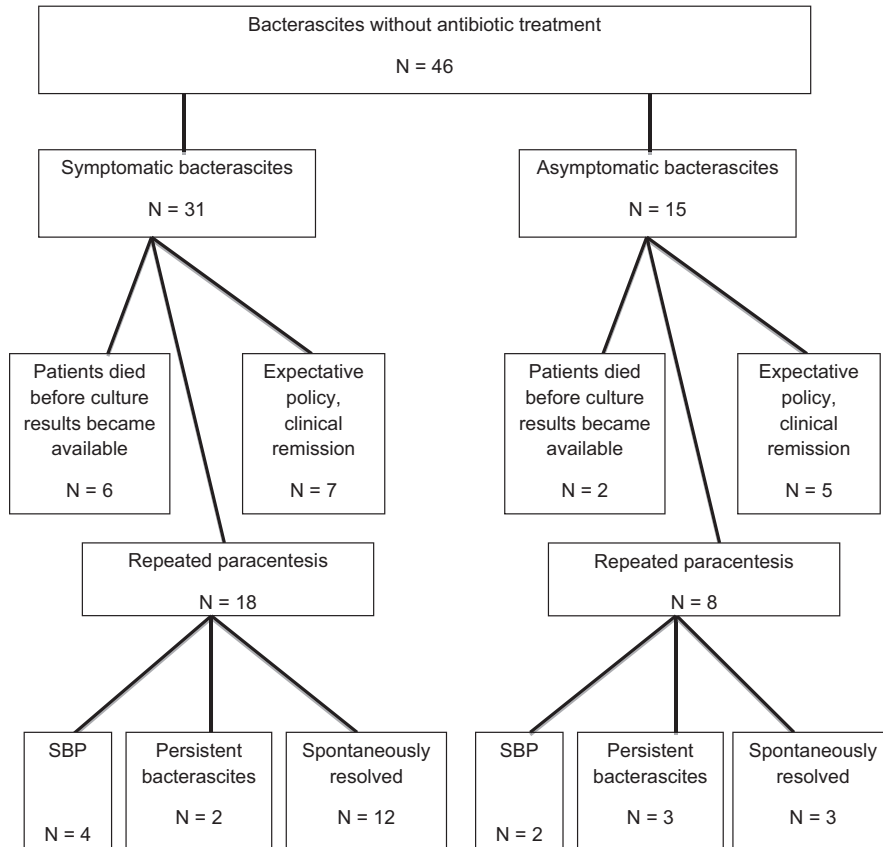 Bacterascites without antibiotic treatment
N = 46
Symptomatic bacterascites
N = 31
Asymptomatic bacterascites
N = 15
Patients died
before culture
results became
available
N = 6
Expectative
policy,
clinical
remission
N = 7
Patients died
before culture
results became
available
N = 2
Expectative
policy,
clinical
remission
N = 5
Repeated paracentesis
N = 18
Repeated paracentesis
N = 8
SBP
N = 4
Persistent
bacterascites
N = 2
Spontaneously
resolved
N = 12
SBP
N = 2
Persistent
bacterascites
N = 3
Spontaneously
resolved
N = 3